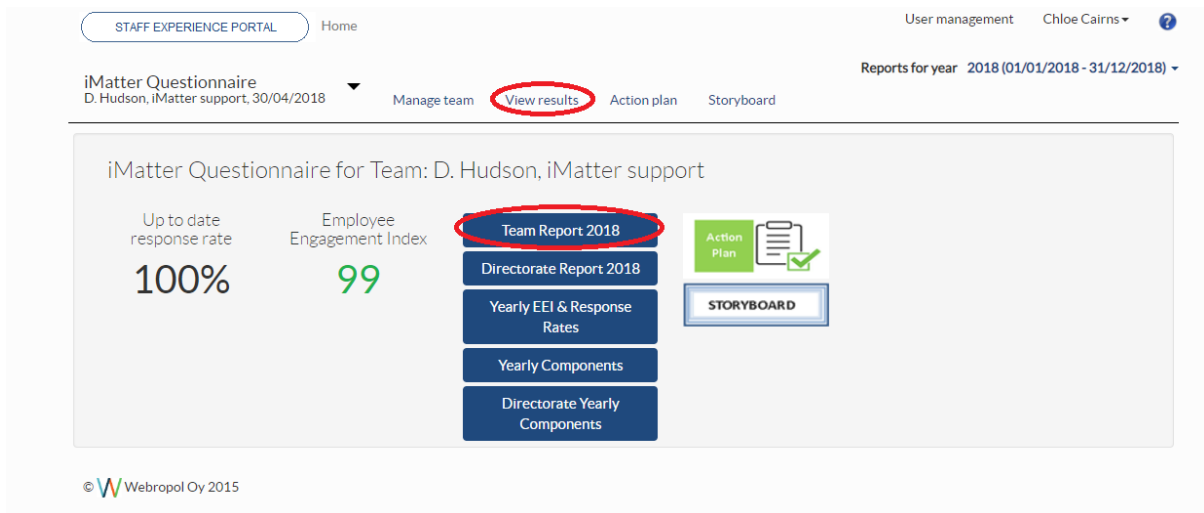 STAFF EXPERIENCE PORTAL
Home
User management
Chloe Cairns
?
iMatter Questionnaire
D. Hudson, iMatter support, 30/04/2018
Manage team
View results
Action plan
Storyboard
Reports for year 2018 (01/01/2018 - 31/12/2018)
iMatter Questionnaire for Team: D. Hudson, iMatter support
Up to date
response rate
100%
Employee
Engagement Index
99
Team Report 2018
Directorate Report 2018
Yearly EEI & Response
Rates
Yearly Components
Directorate Yearly
Components
Action
Plan
STORYBOARD
© Webropol Oy 2015